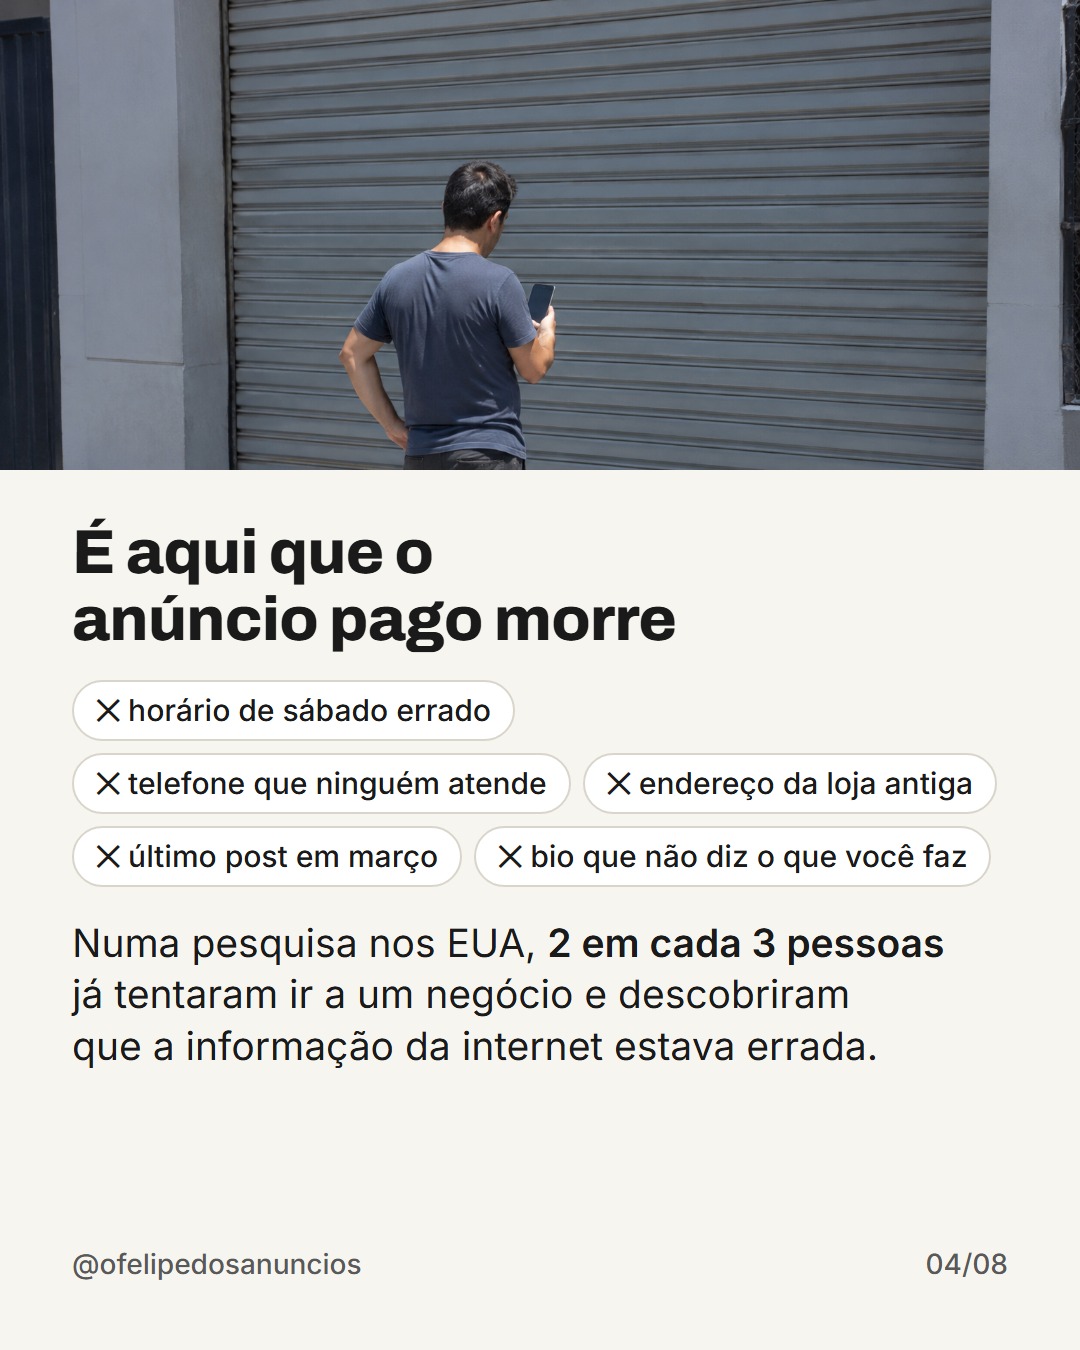 É aqui que o
anúncio pago morre
× horário de sábado errado
× telefone que ninguém atende × endereço da loja antiga
× último post em março × bio que não diz o que você faz
Numa pesquisa nos EUA, 2 em cada 3 pessoas
já tentaram ir a um negócio e descobriram
que a informação da internet estava errada.
@ofelipedosanuncios 04/08